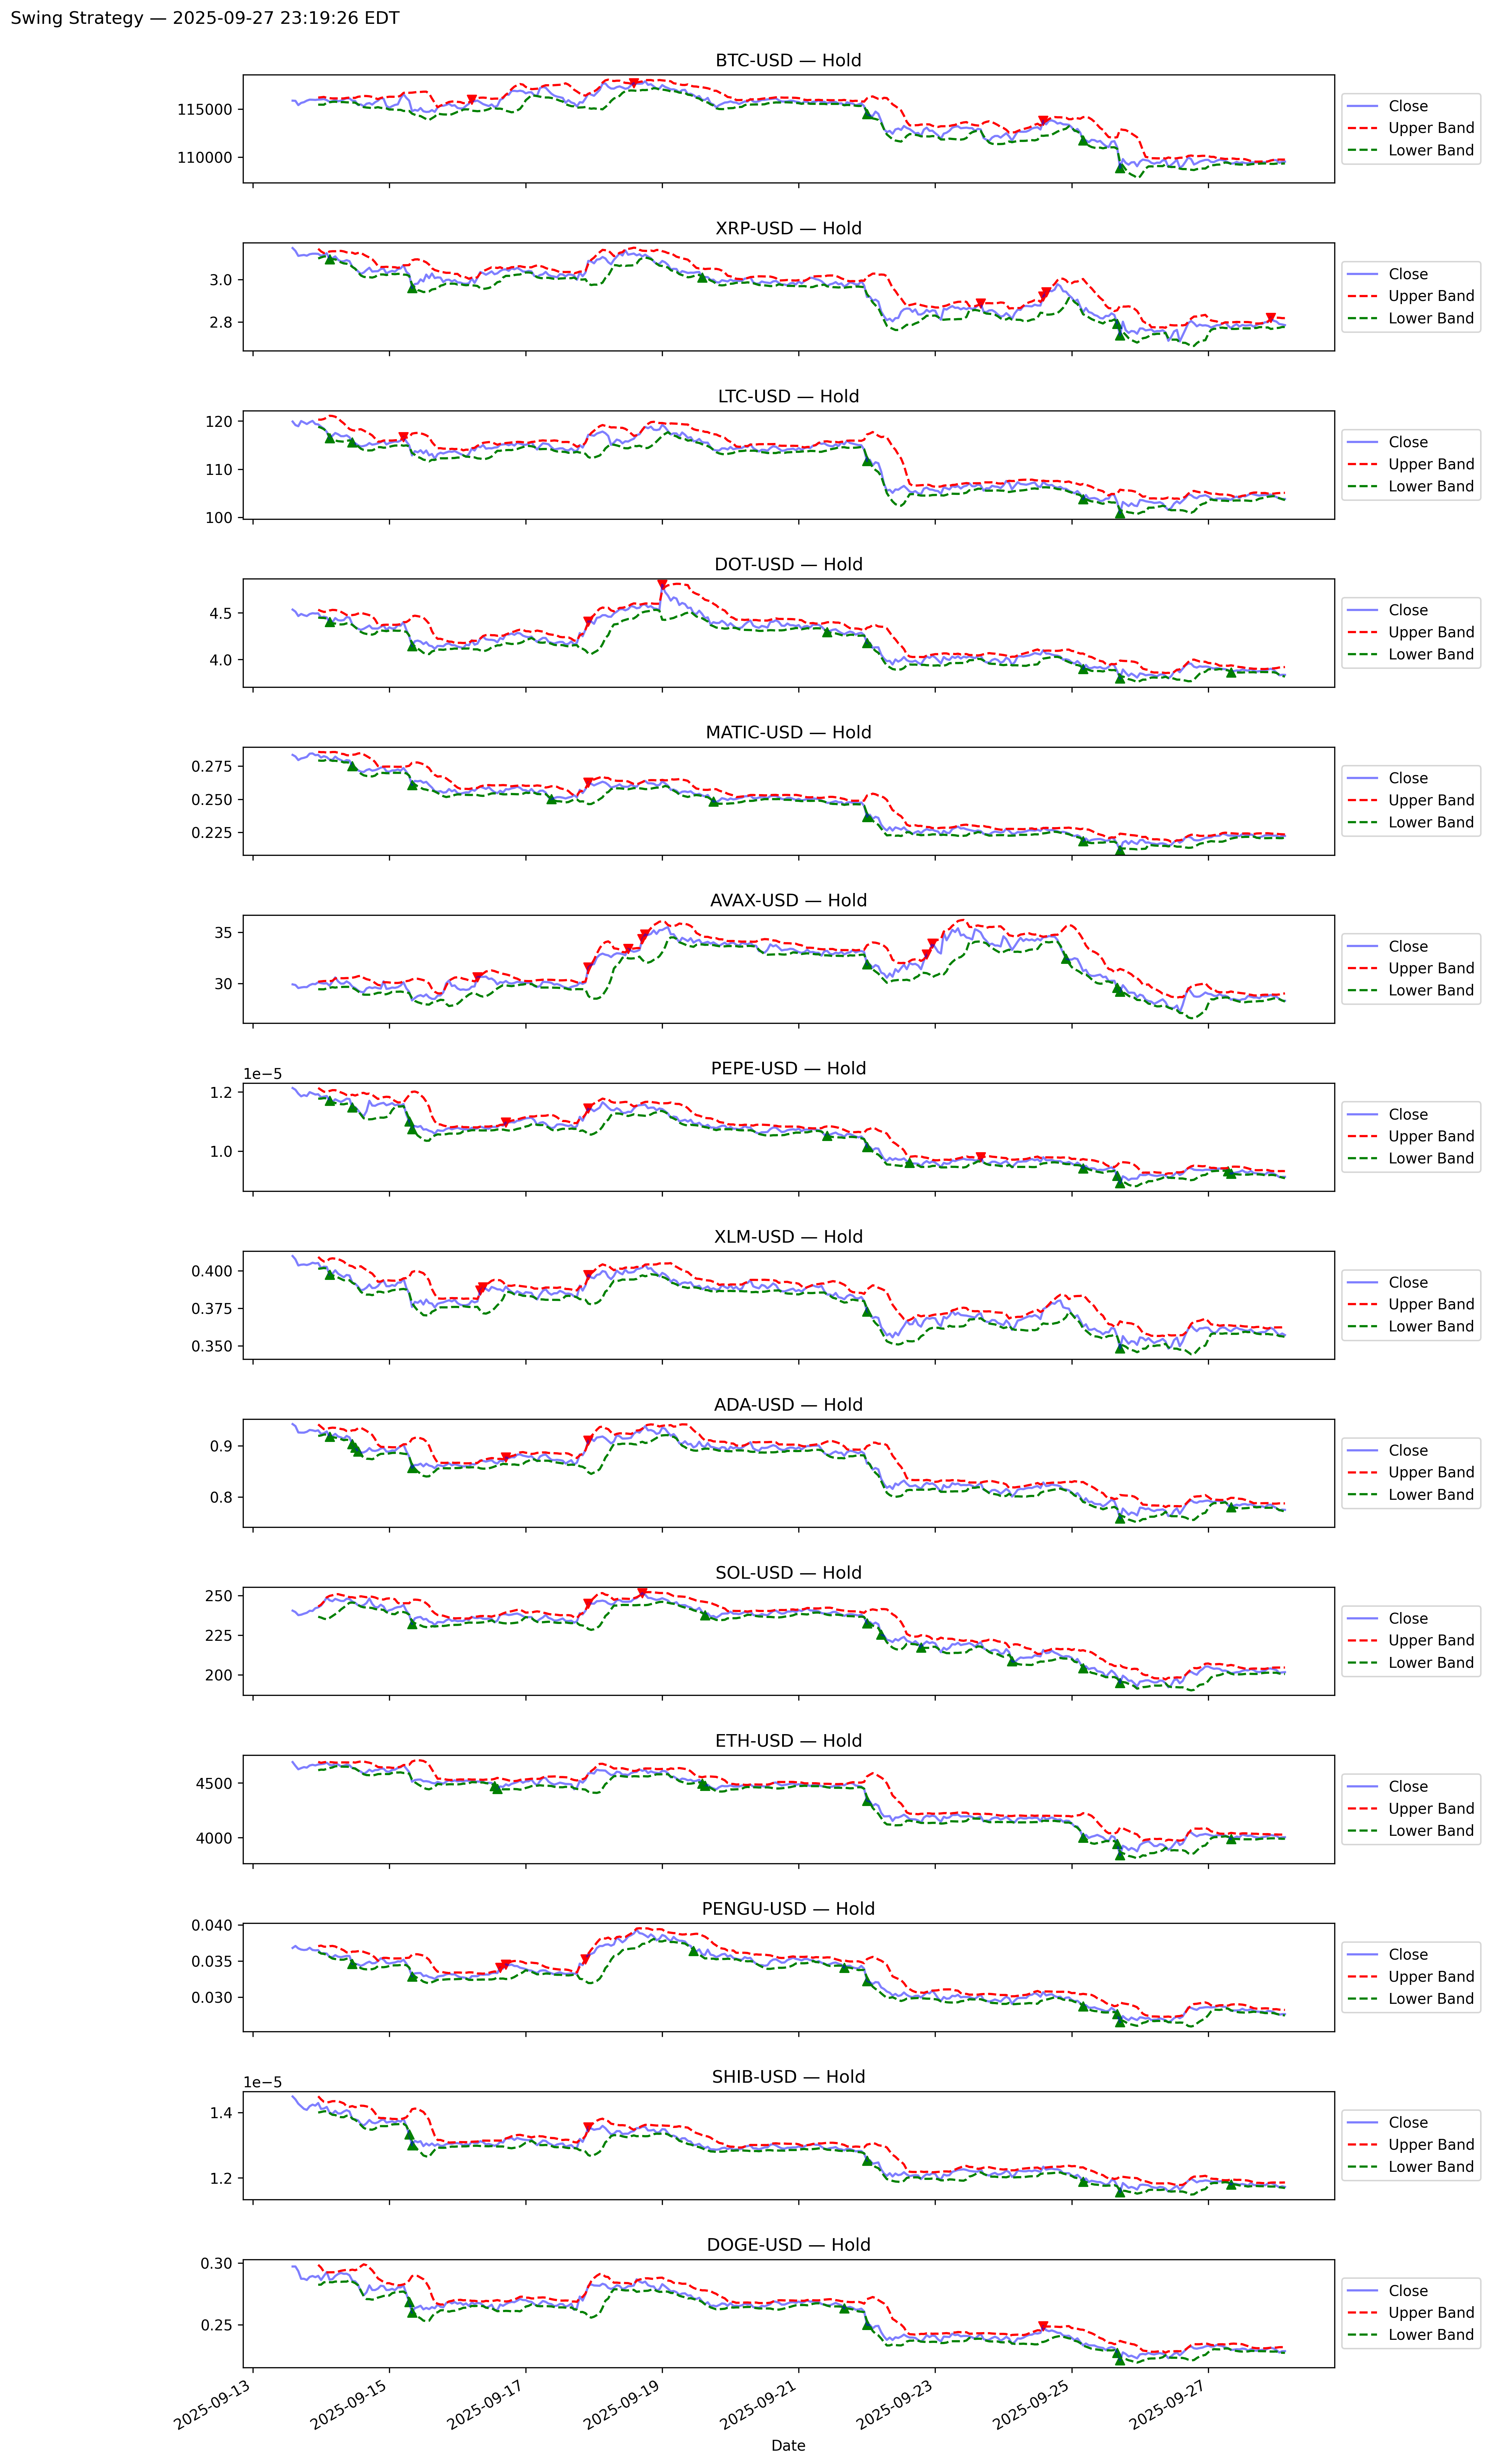 Swing Strategy — 2025-09-27 23:19:26 EDT
BTC-USD — Hold
115000
110000
Close
Upper Band
Lower Band
XRP-USD — Hold
3.0
2.8
Close
Upper Band
Lower Band
LTC-USD — Hold
120
110
100
Close
Upper Band
Lower Band
DOT-USD — Hold
4.5
4.0
Close
Upper Band
Lower Band
MATIC-USD — Hold
0.275
0.250
0.225
Close
Upper Band
Lower Band
AVAX-USD — Hold
35
30
Close
Upper Band
Lower Band
PEPE-USD — Hold
1e−5
1.2
1.0
Close
Upper Band
Lower Band
XLM-USD — Hold
0.400
0.375
0.350
Close
Upper Band
Lower Band
ADA-USD — Hold
0.9
0.8
Close
Upper Band
Lower Band
SOL-USD — Hold
250
225
200
Close
Upper Band
Lower Band
ETH-USD — Hold
4500
4000
Close
Upper Band
Lower Band
PENGU-USD — Hold
0.040
0.035
0.030
Close
Upper Band
Lower Band
SHIB-USD — Hold
1e−5
1.4
1.2
Close
Upper Band
Lower Band
DOGE-USD — Hold
0.30
0.25
Close
Upper Band
Lower Band
2025-09-13
2025-09-15
2025-09-17
2025-09-19
2025-09-21
2025-09-23
2025-09-25
2025-09-27
Date